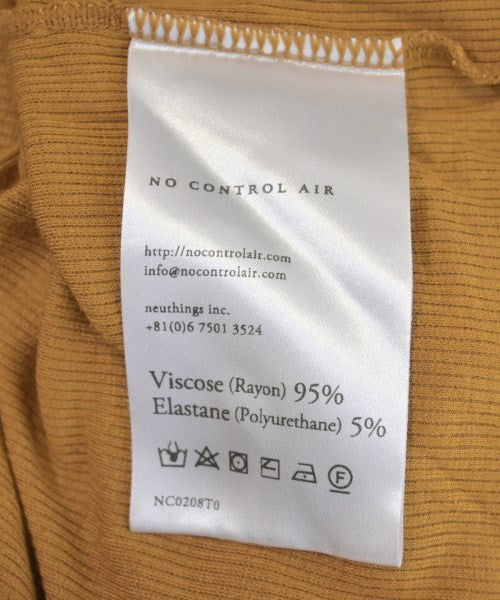 NO CONTROL AIR
http://nocontrolair.com
info@nocontrolair.com
neuthings inc.
+81(0)6 7501 3524
Viscose (Rayon) 95%
Elastane (Polyurethane) 5%
F
NC0208T0